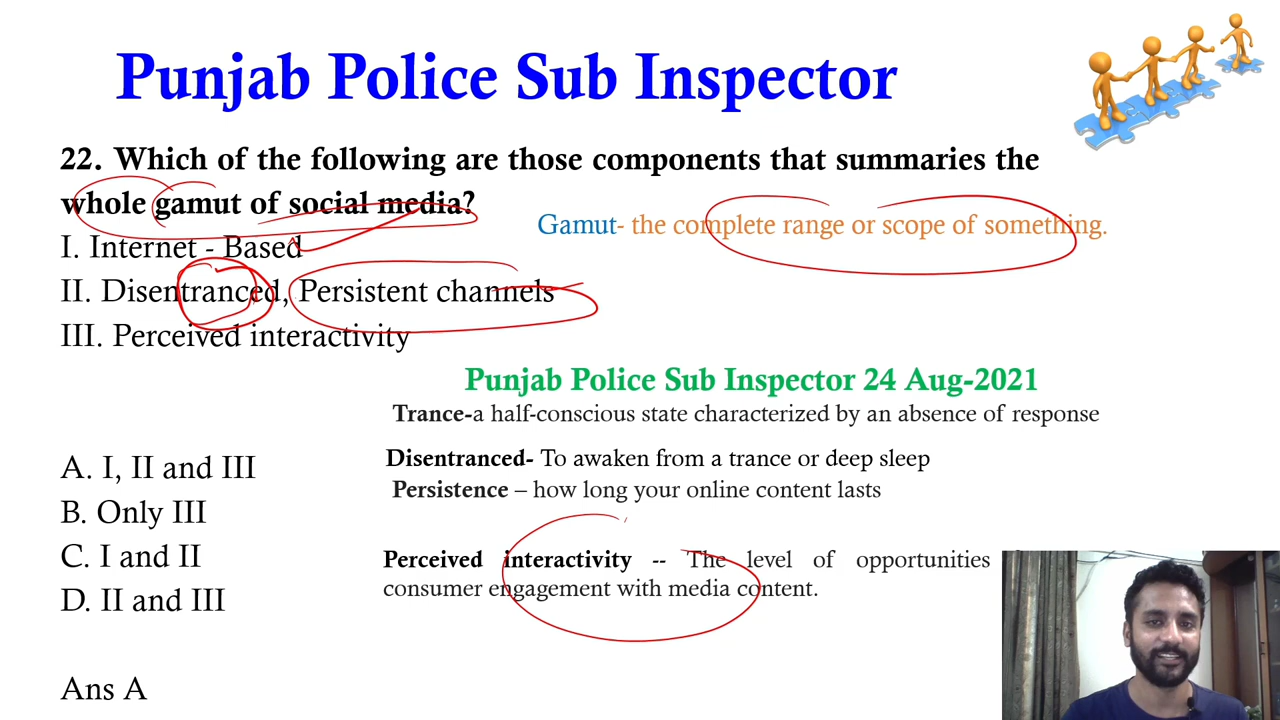 Punjab Police Sub Inspector
22. Which of the following are those components that summaries the
whole gamut of social media?
Gamut- the complete range or scope of something.
I. Internet - Based
II. Disentranced, Persistent channels
III. Perceived interactivity
Punjab Police Sub Inspector 24 Aug-2021
Trance-a half-conscious state characterized by an absence of response
Disentranced- To awaken from a trance or deep sleep
Persistence – how long your online content lasts
Perceived interactivity -- The level of opportunities
consumer engagement with media content.
A. I, II and III
B. Only III
C. I and II
D. II and III
Ans A